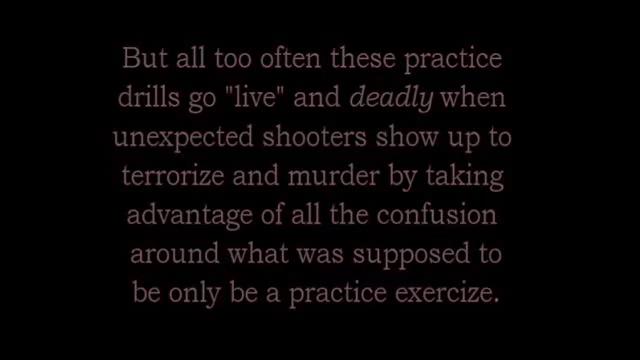 But all too often these practice
drills go "live" and deadly when
unexpected shooters show up to
terrorize and murder by taking
advantage of all the confusion
around what was supposed to
be only be a practice exercize.